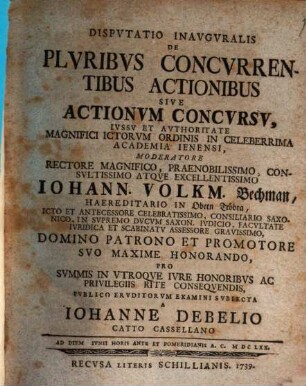 DISPVTATIO INAVGVRALIS
DE
PLVRIBVS CONCVRREN-
TIBVS ACTIONIBVS
SIVE
ACTIONVM CONCVRSV,
IVSSV ET AVTHORITATE
MAGNIFICI ICTORVM ORDINIS IN CELEBERRIMA
ACADEMIA IENENSI,
MODERATORE
RECTORE MAGNIFICO, PRAENOBILISSIMO, CON-
SVLTISSIMO ATQVE EXCELLENTISSIMO
IOHANN. VOLKM. Bechman,
HAEREDITARIO IN Obern Trôbra,
ICTO ET ANTECESSORE CELEBRATISSIMO, CONSILIARIO SAXO-
NICO, IN SVPREMO DVCVM SAXON. IVDICIO, FACVLTATE
IVRIDICA ET SCABINATV ASSESSORE GRAVISSIMO,
DOMINO PATRONO ET PROMOTORE
SVO MAXIME HONORANDO,
PRO
SVMMIS IN VTROQVE IVRE HONORIBVS AC
PRIVILEGIIS RITE CONSEQVENDIS,
PVBLICO ERVDITORVM EXAMINI SVBIECTA
A
IOHANNE DEBELIO
CATTO CASSELLANO
AD DIEM IVNII HORIS ANTE ET POMERIDIANIS A. C. MDCLXX.
RECVSA LITERIS SCHILLIANIS. 1739.